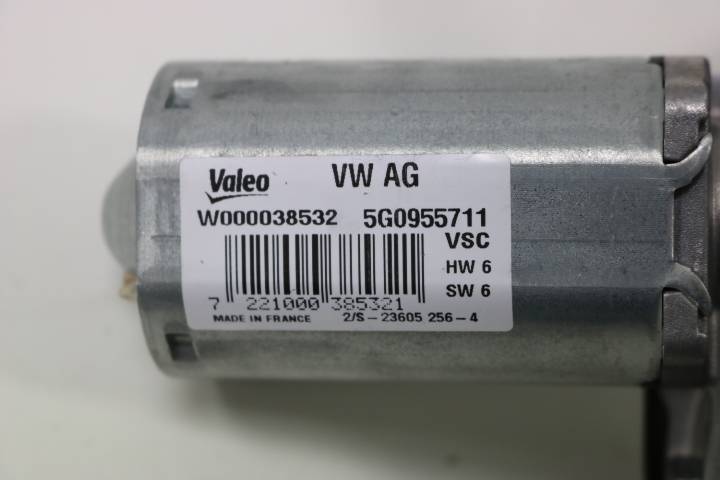 Valeo VW AG
W000038532 5G0955711
VSC
HW 6
SW 6
7 221000 385321
MADE IN FRANCE 2/S-23605 256-4